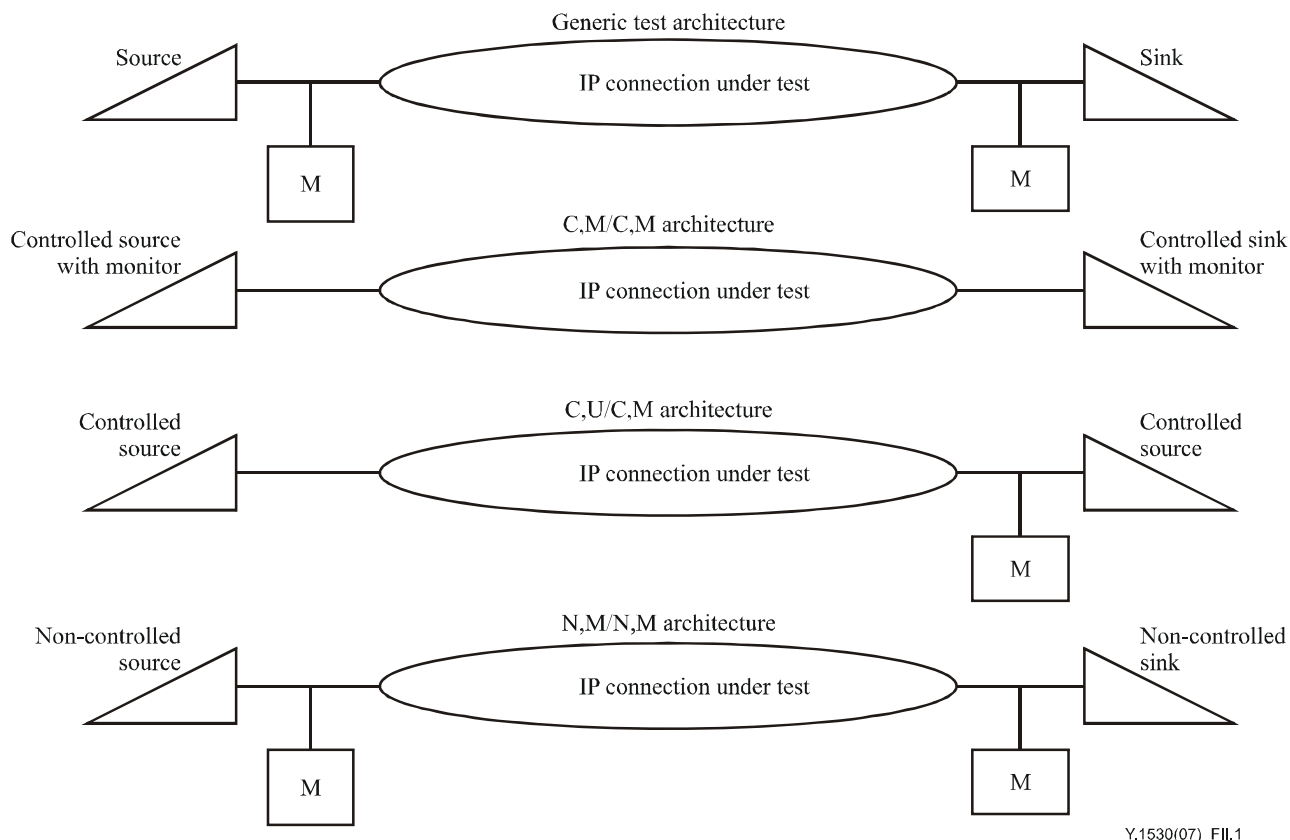 Generic test architecture
Source
IP connection under test
Sink
M
M
C,M/C,M architecture
Controlled source
with monitor
IP connection under test
Controlled sink
with monitor
C,U/C,M architecture
Controlled
source
IP connection under test
Controlled
source
M
N,M/N,M architecture
Non-controlled
source
IP connection under test
Non-controlled
sink
M
M
Y.1530(07)_FII.1